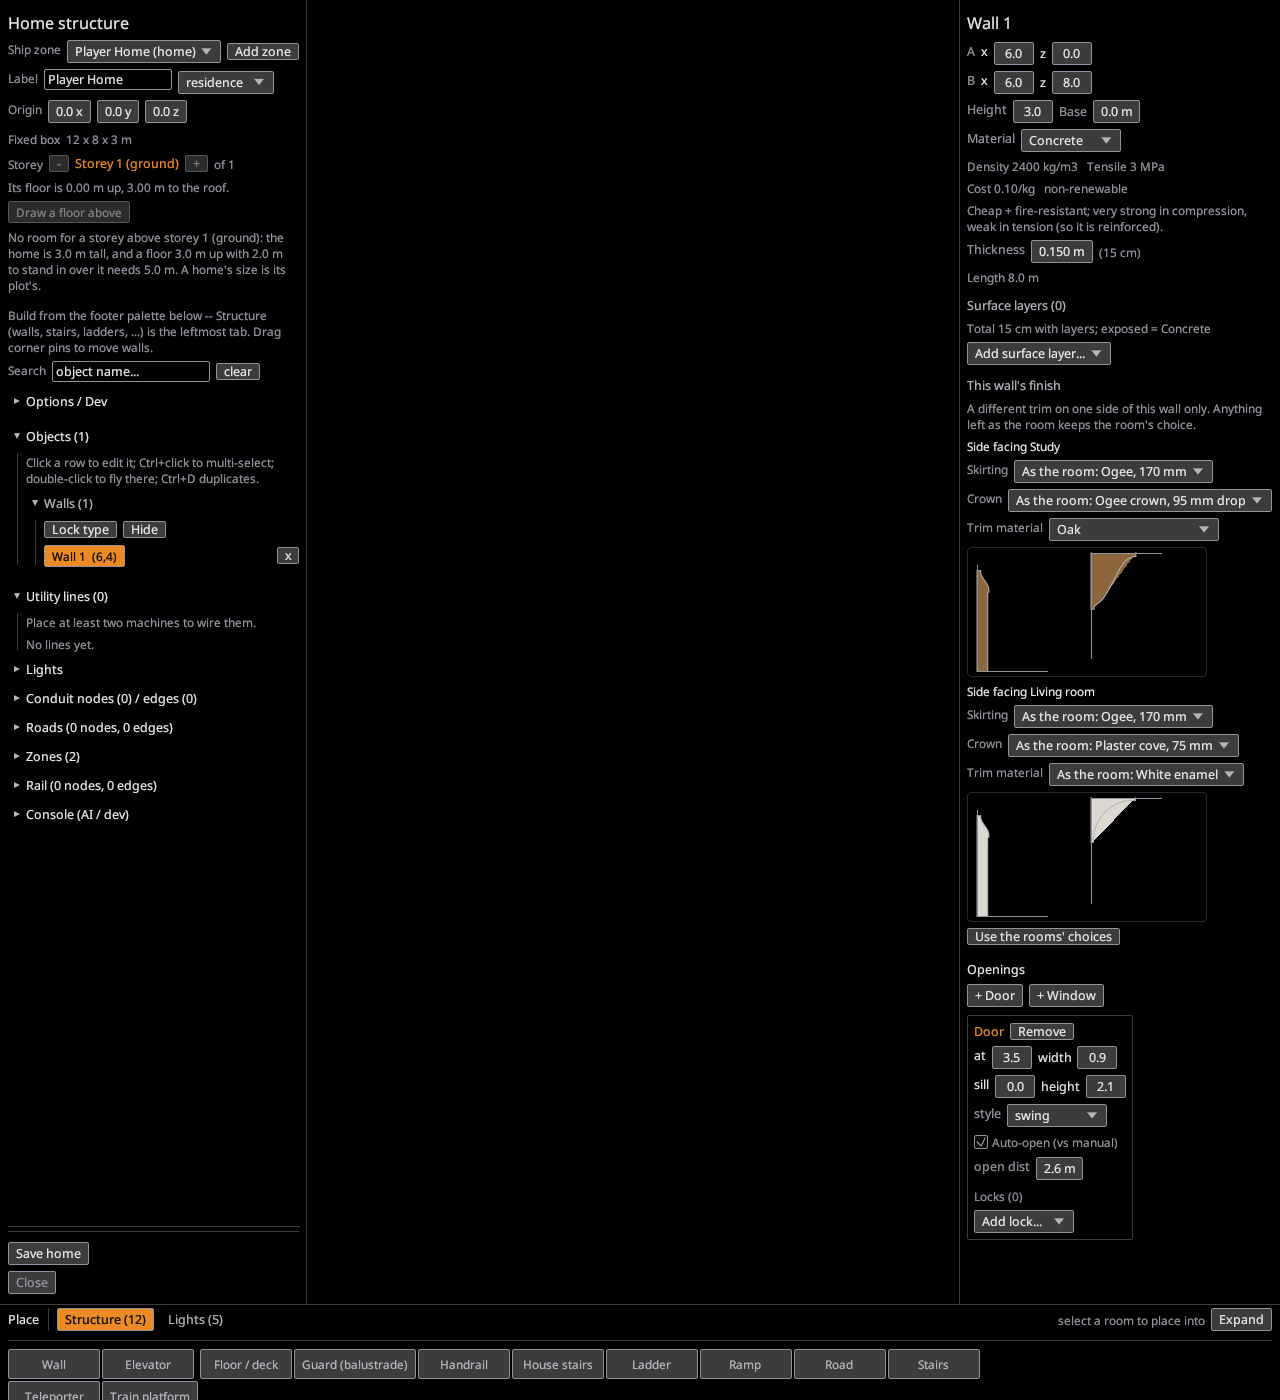 Home structure
Ship zone Player Home (home) Add zone
Label Player Home residence
Origin 0.0 x 0.0 y 0.0 z
Fixed box 12 x 8 x 3 m
Storey - Storey 1 (ground) + of 1
Its floor is 0.00 m up, 3.00 m to the roof.
Draw a floor above
No room for a storey above storey 1 (ground): the
home is 3.0 m tall, and a floor 3.0 m up with 2.0 m
to stand in over it needs 5.0 m. A home's size is its
plot's.
Build from the footer palette below -- Structure
(walls, stairs, ladders, ...) is the leftmost tab. Drag
corner pins to move walls.
Search object name... clear
Options / Dev
Objects (1)
Click a row to edit it; Ctrl+click to multi-select;
double-click to fly there; Ctrl+D duplicates.
Walls (1)
Lock type Hide
Wall 1 (6,4) x
Utility lines (0)
Place at least two machines to wire them.
No lines yet.
Lights
Conduit nodes (0) / edges (0)
Roads (0 nodes, 0 edges)
Zones (2)
Rail (0 nodes, 0 edges)
Console (AI / dev)
Save home
Close
Wall 1
A x 6.0 z 0.0
B x 6.0 z 8.0
Height 3.0 Base 0.0 m
Material Concrete
Density 2400 kg/m3 Tensile 3 MPa
Cost 0.10/kg non-renewable
Cheap + fire-resistant; very strong in compression,
weak in tension (so it is reinforced).
Thickness 0.150 m (15 cm)
Length 8.0 m
Surface layers (0)
Total 15 cm with layers; exposed = Concrete
Add surface layer...
This wall's finish
A different trim on one side of this wall only. Anything
left as the room keeps the room's choice.
Side facing Study
Skirting As the room: Ogee, 170 mm
Crown As the room: Ogee crown, 95 mm drop
Trim material Oak
Side facing Living room
Skirting As the room: Ogee, 170 mm
Crown As the room: Plaster cove, 75 mm
Trim material As the room: White enamel
Use the rooms' choices
Openings
+ Door + Window
Door Remove
at 3.5 width 0.9
sill 0.0 height 2.1
style swing
Auto-open (vs manual)
open dist 2.6 m
Locks (0)
Add lock...
Place Structure (12) Lights (5) select a room to place into Expand
Wall Elevator Floor / deck Guard (balustrade) Handrail House stairs Ladder Ramp Road Stairs
Teleporter Train platform